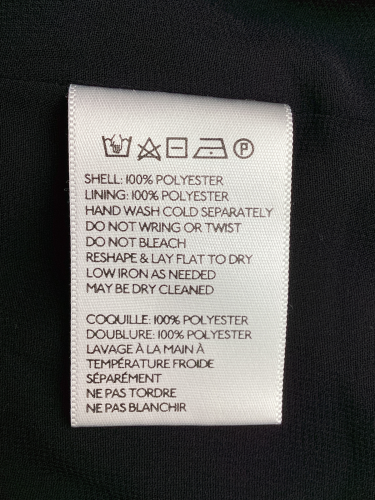 P
SHELL: 100% POLYESTER
LINING: 100% POLYESTER
HAND WASH COLD SEPARATELY
DO NOT WRING OR TWIST
DO NOT BLEACH
RESHAPE & LAY FLAT TO DRY
LOW IRON AS NEEDED
MAY BE DRY CLEANED
COQUILLE: 100% POLYESTER
DOUBLURE: 100% POLYESTER
LAVAGE À LA MAIN À
TEMPÉRATURE FROIDE
SÉPARÉMENT
NE PAS TORDRE
NE PAS BLANCHIR